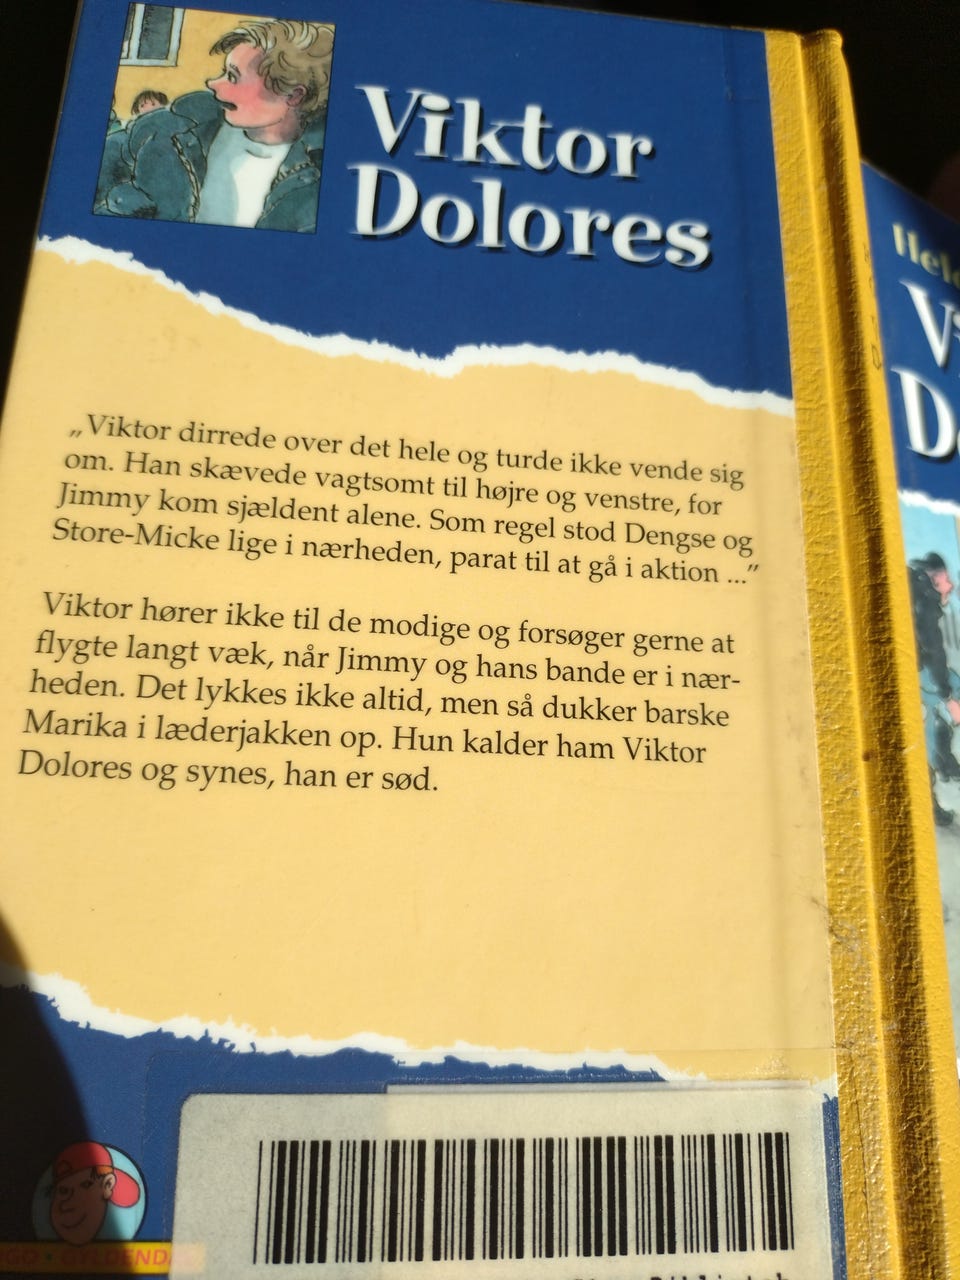 Viktor
Dolores
„Viktor dirrede over det hele og turde ikke vende sig
om. Han skævede vagtsomt til højre og venstre, for
Jimmy kom sjældent alene. Som regel stod Dengse og
Store-Micke lige i nærheden, parat til at gå i aktion ...”
Viktor hører ikke til de modige og forsøger gerne at
flygte langt væk, når Jimmy og hans bande er i nær-
heden. Det lykkes ikke altid, men så dukker barske
Marika i læderjakken op. Hun kalder ham Viktor
Dolores og synes, han er sød.